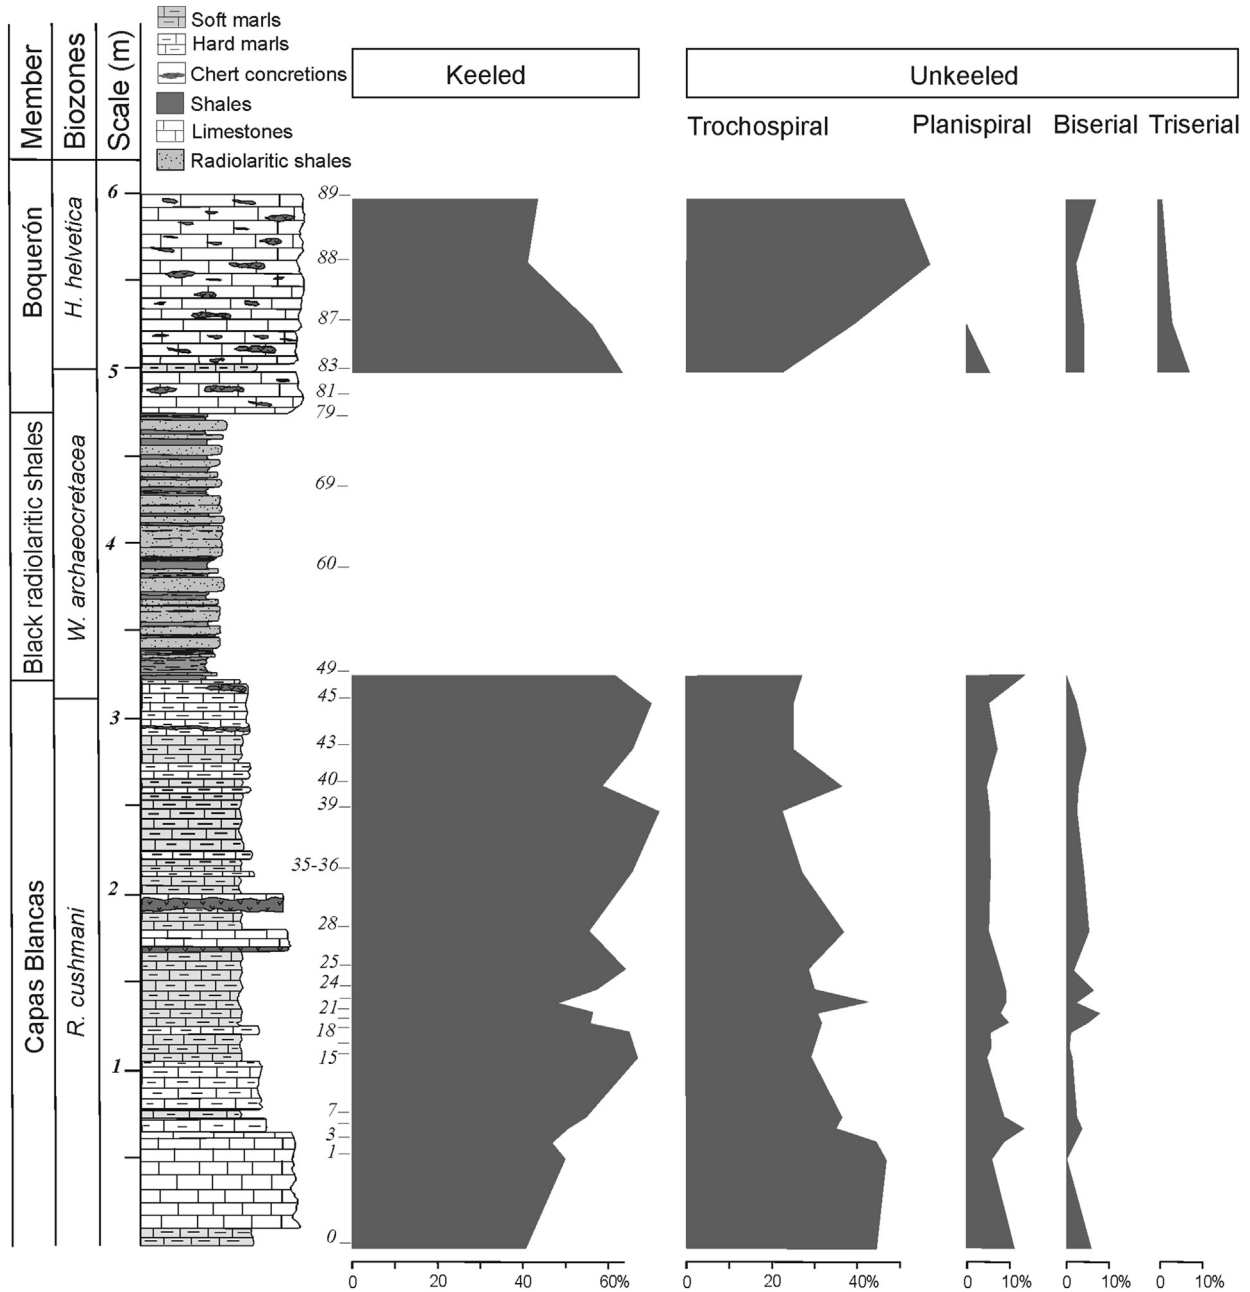 Member
Biozones
Scale (m)
Soft marls
Hard marls
Chert concretions
Shales
Limestones
Radiolaritic shales
Keeled
Unkeeled
Trochospiral
Planispiral
Biserial
Triserial
Boquerón
Black radiolaritic shales
Capas Blancas
H. helvetica
W. archaeocretacea
R. cushmani
6
5
4
3
2
1
89
88
87
83
81
79
69
60
49
45
43
40
39
35-36
28
25
24
21
18
15
7
3
1
0
0 20 40 60%
0 20 40%
0 10%
0 10%
0 10%